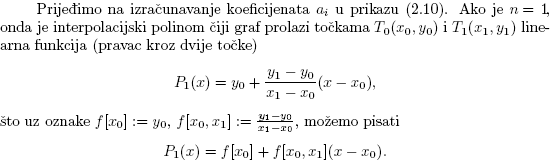 Prijeđimo na izračunavanje koeficijenata $a_i$ u prikazu (2.10). Ako je $n = 1$,
onda je interpolacijski polinom čiji graf prolazi točkama $T_0(x_0, y_0)$ i $T_1(x_1, y_1)$ line-
arna funkcija (pravac kroz dvije točke)
$$P_1(x) = y_0 + \frac{y_1 - y_0}{x_1 - x_0}(x - x_0),$$
što uz oznake $f[x_0] := y_0$, $f[x_0, x_1] := \frac{y_1 - y_0}{x_1 - x_0}$, možemo pisati
$$P_1(x) = f[x_0] + f[x_0, x_1](x - x_0).$$